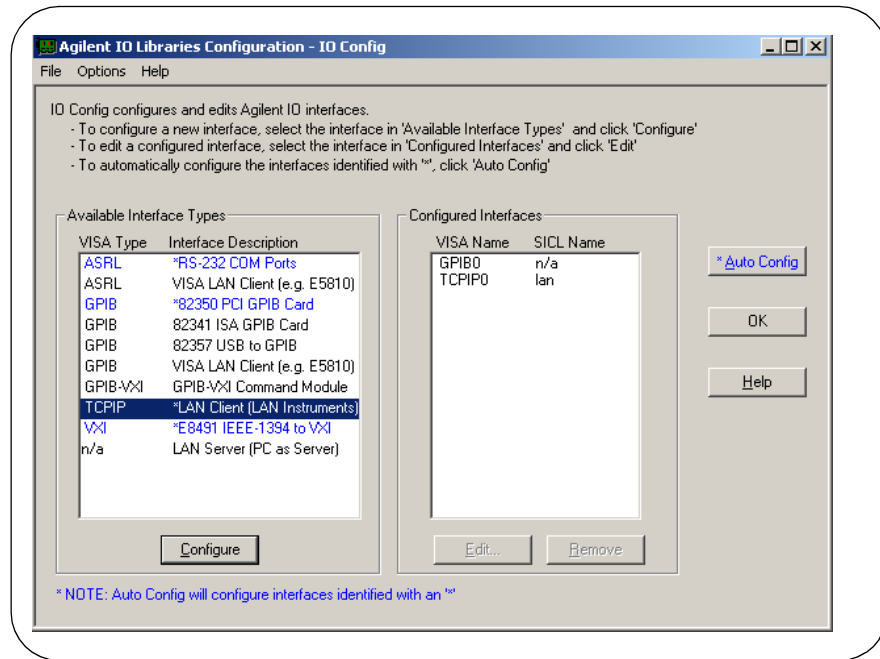 Agilent IO Libraries Configuration - IO Config
File Options Help
IO Config configures and edits Agilent IO interfaces.
- To configure a new interface, select the interface in 'Available Interface Types' and click 'Configure'
- To edit a configured interface, select the interface in 'Configured Interfaces' and click 'Edit'
- To automatically configure the interfaces identified with '*', click 'Auto Config'
Available Interface Types
VISA Type Interface Description
ASRL *RS-232 COM Ports
ASRL VISA LAN Client (e.g. E5810)
GPIB *82350 PCI GPIB Card
GPIB 82341 ISA GPIB Card
GPIB 82357 USB to GPIB
GPIB VISA LAN Client (e.g. E5810)
GPIB-VXI GPIB-VXI Command Module
TCPIP *LAN Client (LAN Instruments)
VXI *E8491 IEEE-1394 to VXI
n/a LAN Server (PC as Server)
Configure
Configured Interfaces
VISA Name SICL Name
GPIB0 n/a
TCPIP0 lan
Edit... Remove
* Auto Config
OK
Help
* NOTE: Auto Config will configure interfaces identified with an '*'